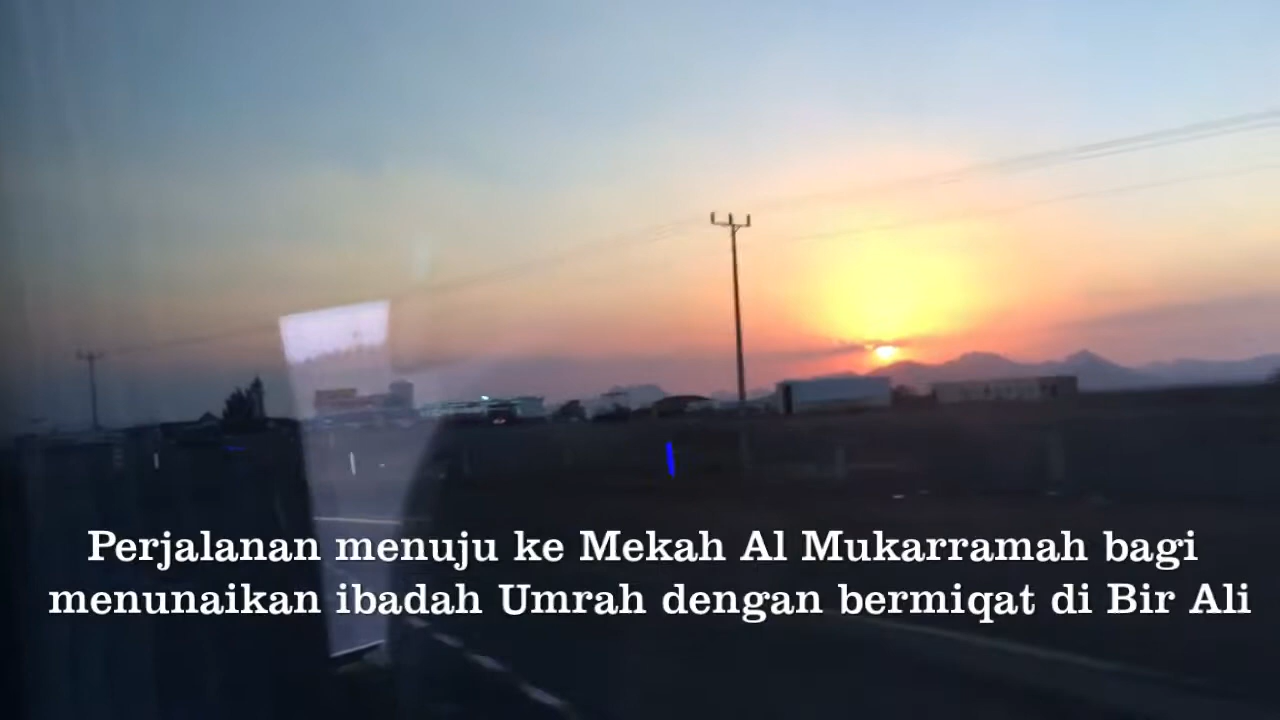 Perjalanan menuju ke Mekah Al Mukarramah bagi
menunaikan ibadah Umrah dengan bermiqat di Bir Ali